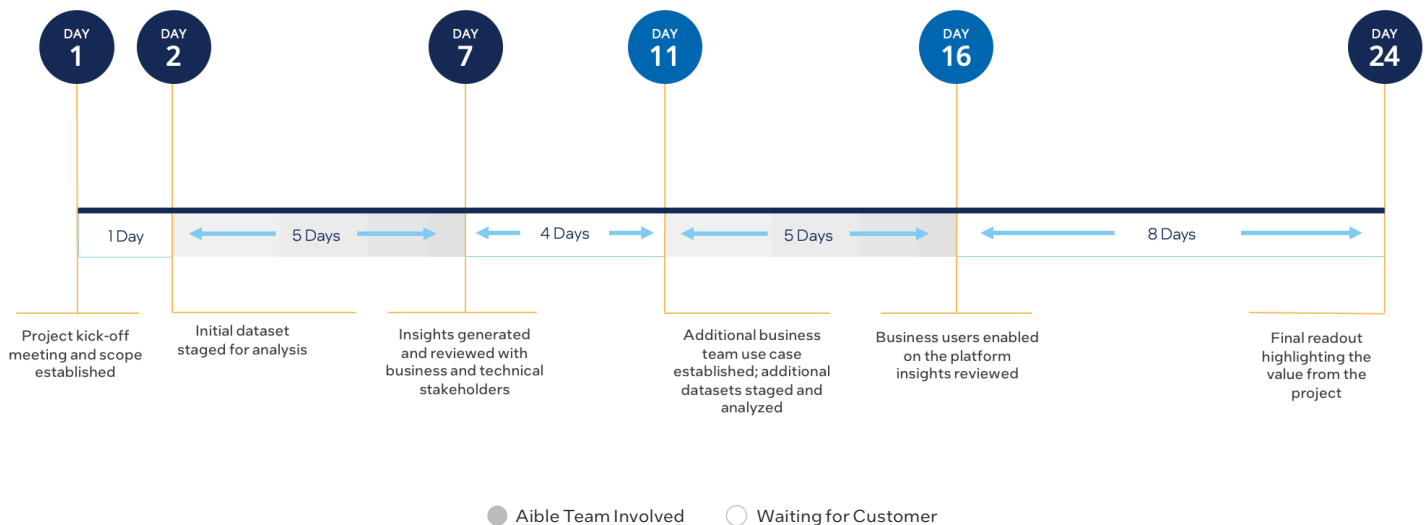 DAY
1
DAY
2
DAY
7
DAY
11
DAY
16
DAY
24
1 Day
5 Days
4 Days
5 Days
8 Days
Project kick-off
meeting and scope
established
Initial dataset
staged for analysis
Insights generated
and reviewed with
business and technical
stakeholders
Additional business
team use case
established; additional
datasets staged and
analyzed
Business users enabled
on the platform
insights reviewed
Final readout
highlighting the
value from the
project
Aible Team Involved
Waiting for Customer